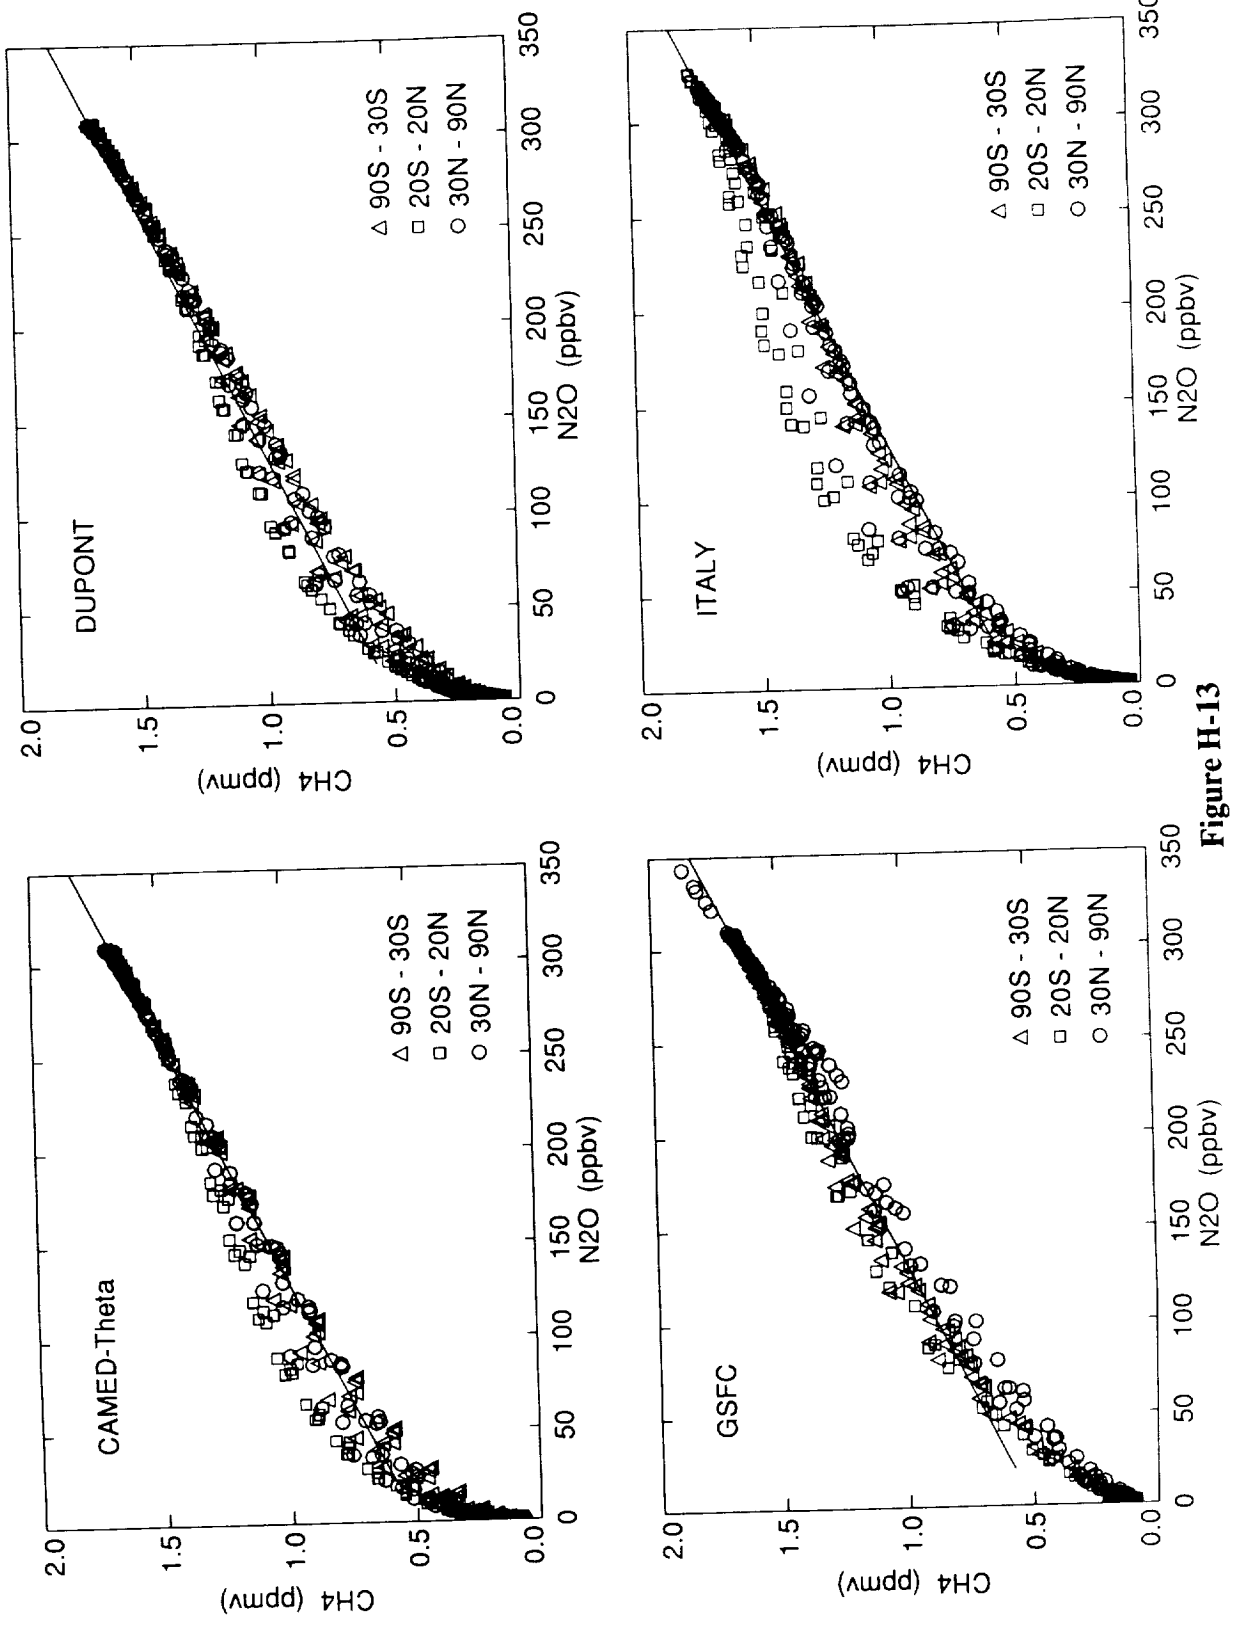 CAMED-Theta
CH4 (ppmv)
2.0
1.5
1.0
0.5
0.0
△ 90S - 30S
□ 20S - 20N
○ 30N - 90N
0 50 100 150 200 250 300 350
N2O (ppbv)
DUPONT
CH4 (ppmv)
2.0
1.5
1.0
0.5
0.0
△ 90S - 30S
□ 20S - 20N
○ 30N - 90N
0 50 100 150 200 250 300 350
N2O (ppbv)
GSFC
CH4 (ppmv)
2.0
1.5
1.0
0.5
0.0
△ 90S - 30S
□ 20S - 20N
○ 30N - 90N
0 50 100 150 200 250 300 350
N2O (ppbv)
ITALY
CH4 (ppmv)
2.0
1.5
1.0
0.5
0.0
△ 90S - 30S
□ 20S - 20N
○ 30N - 90N
0 50 100 150 200 250 300 350
N2O (ppbv)
Figure H-13